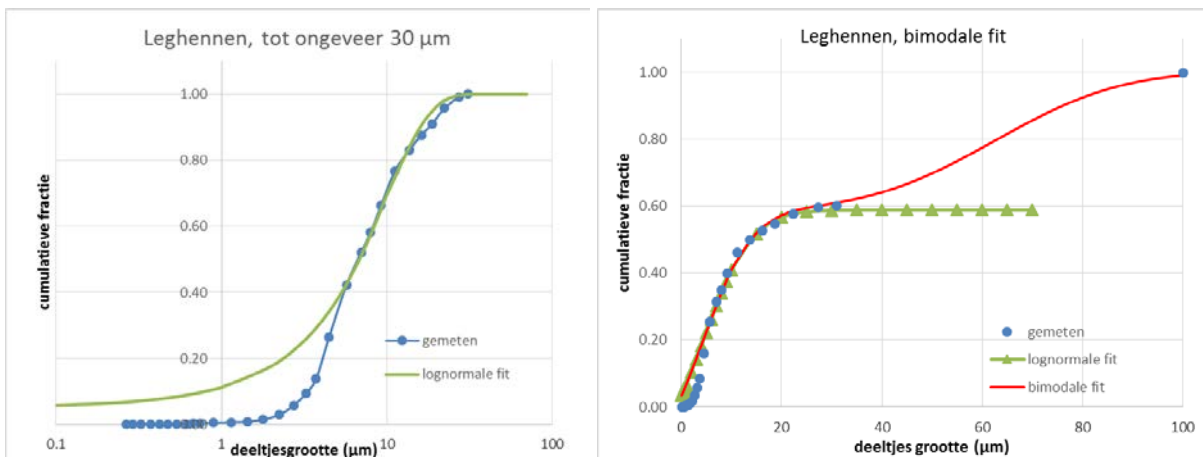 Leghennen, tot ongeveer 30 µm
cumulatieve fractie
1.00
0.80
0.60
0.40
0.20
0.00
0.1
1
10
100
gemeten
lognormale fit
deeltjesgrootte (µm)
Leghennen, bimodale fit
cumulatieve fractie
1.00
0.80
0.60
0.40
0.20
0.00
0
20
40
60
80
100
gemeten
lognormale fit
bimodale fit
deeltjes grootte (µm)